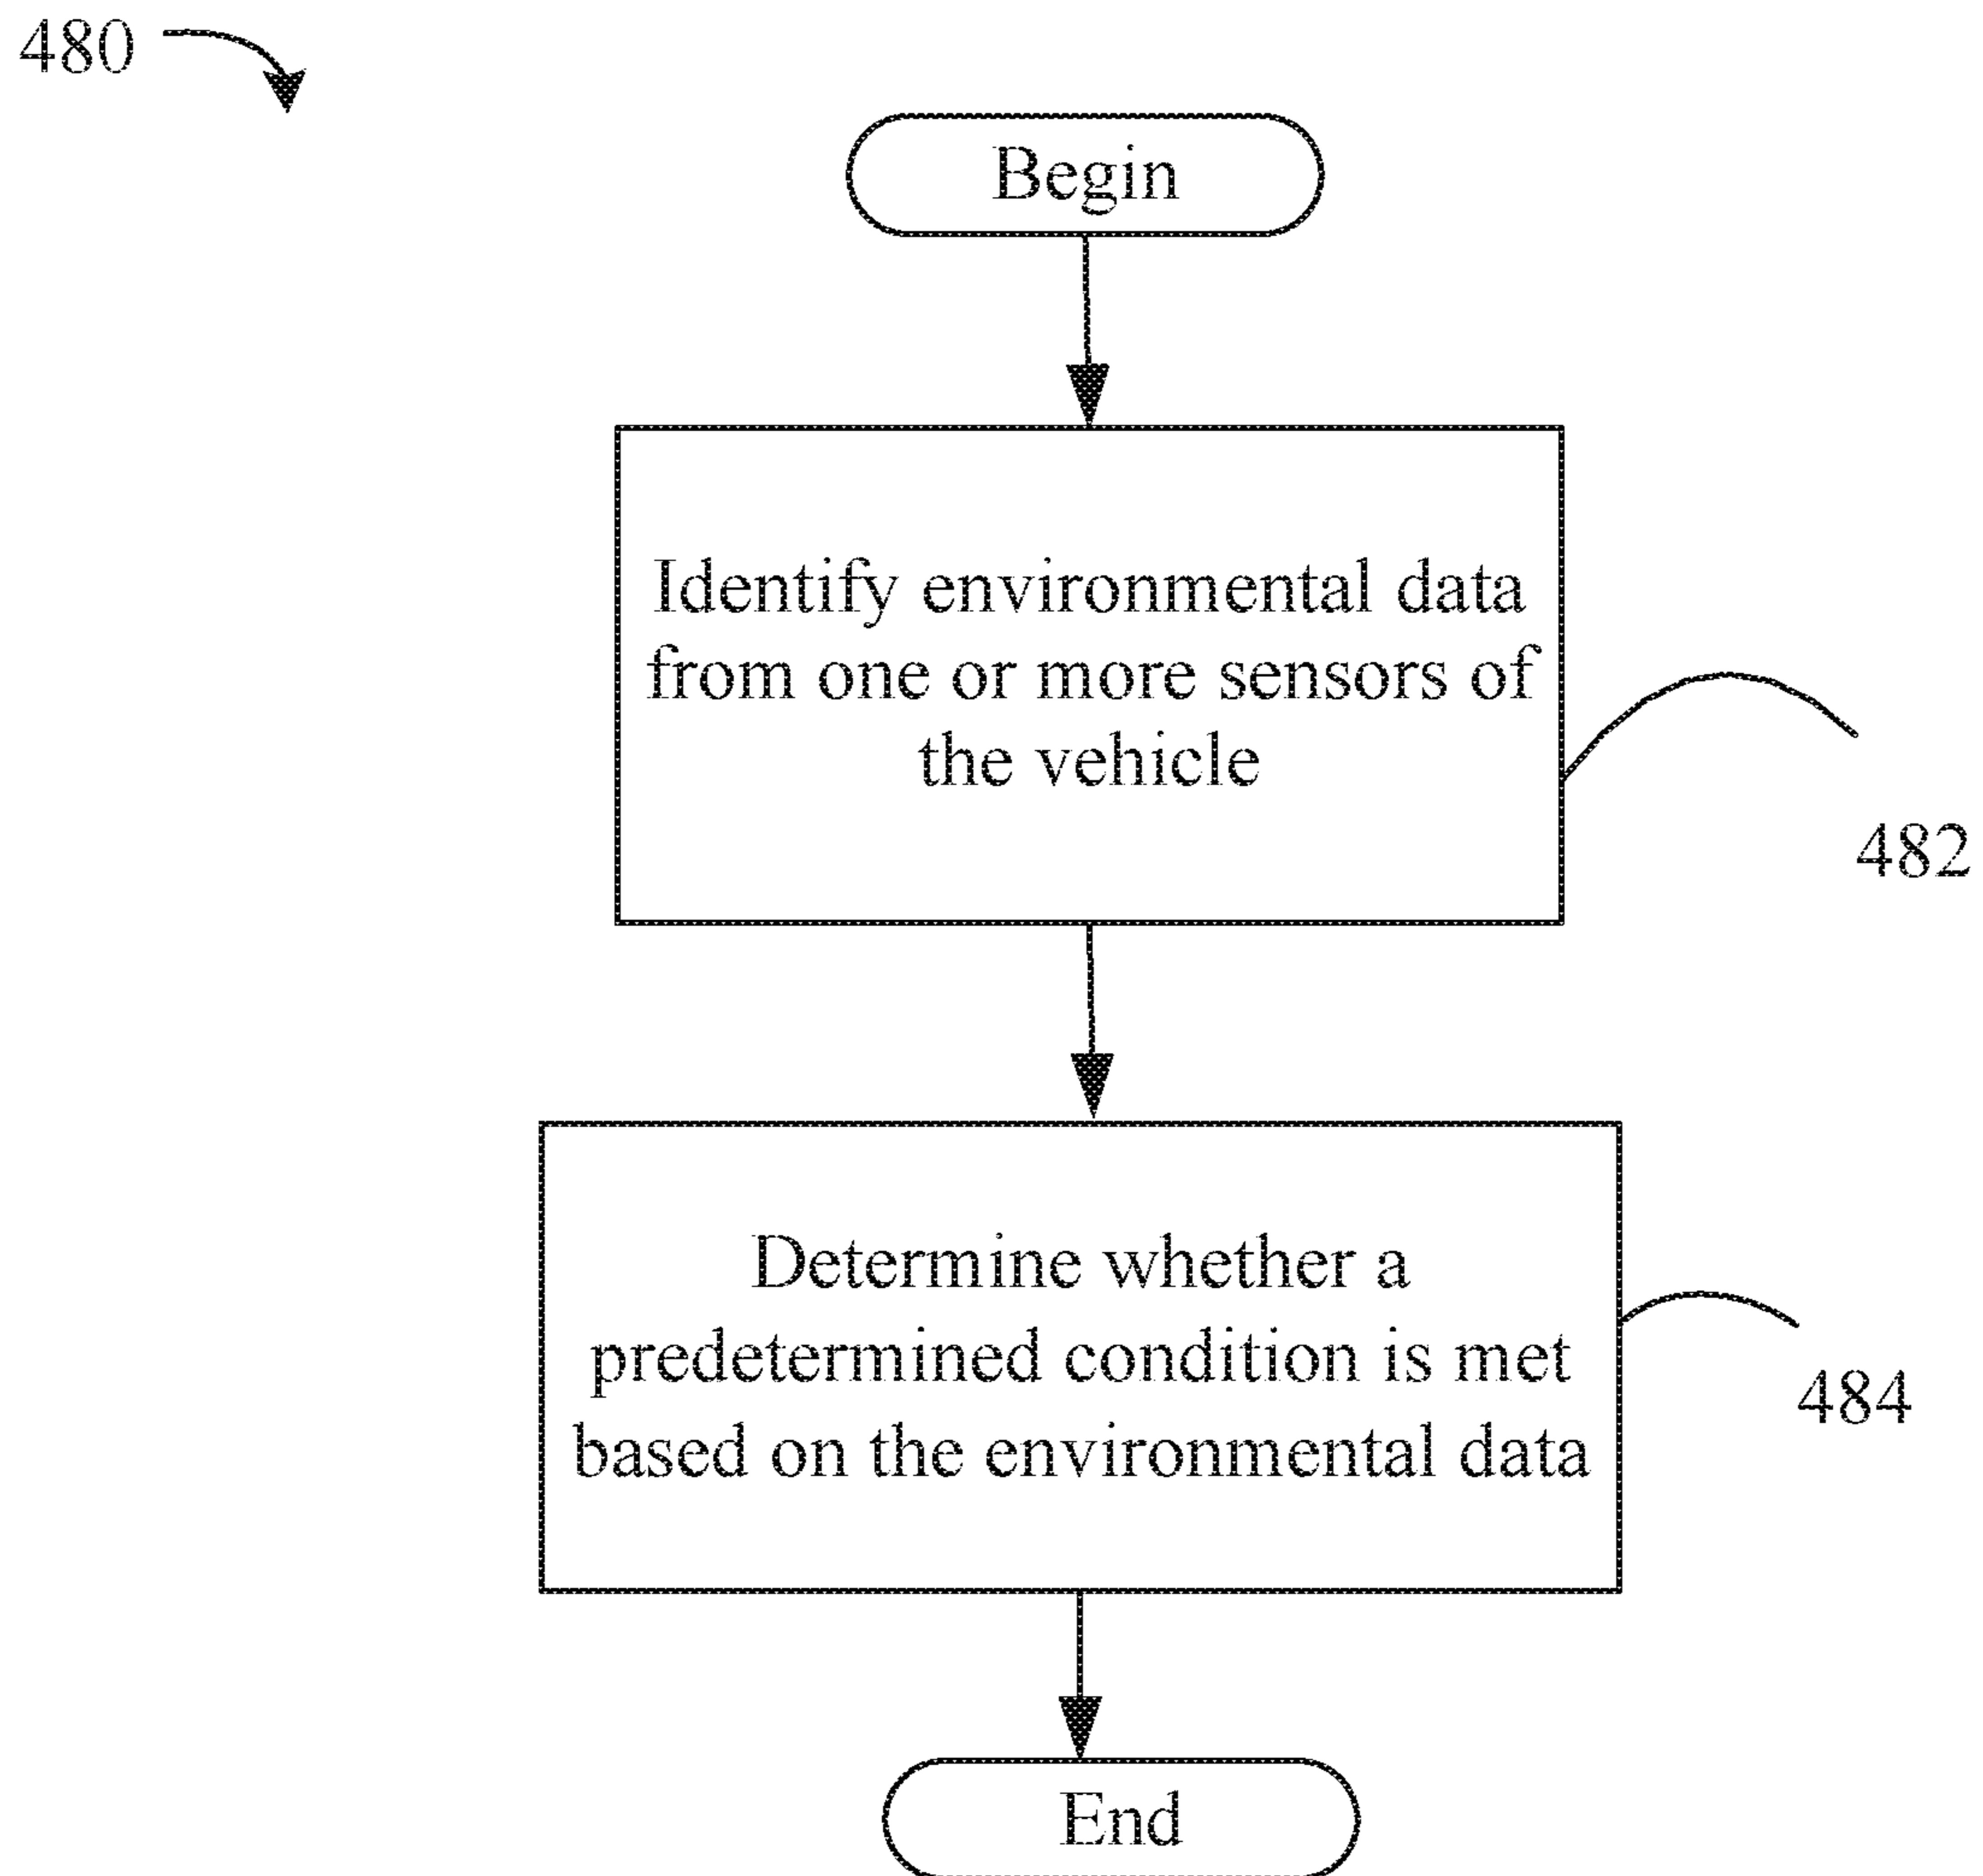 480
Begin
Identify environmental data
from one or more sensors of
the vehicle
482
Determine whether a
predetermined condition is met
based on the environmental data
484
End